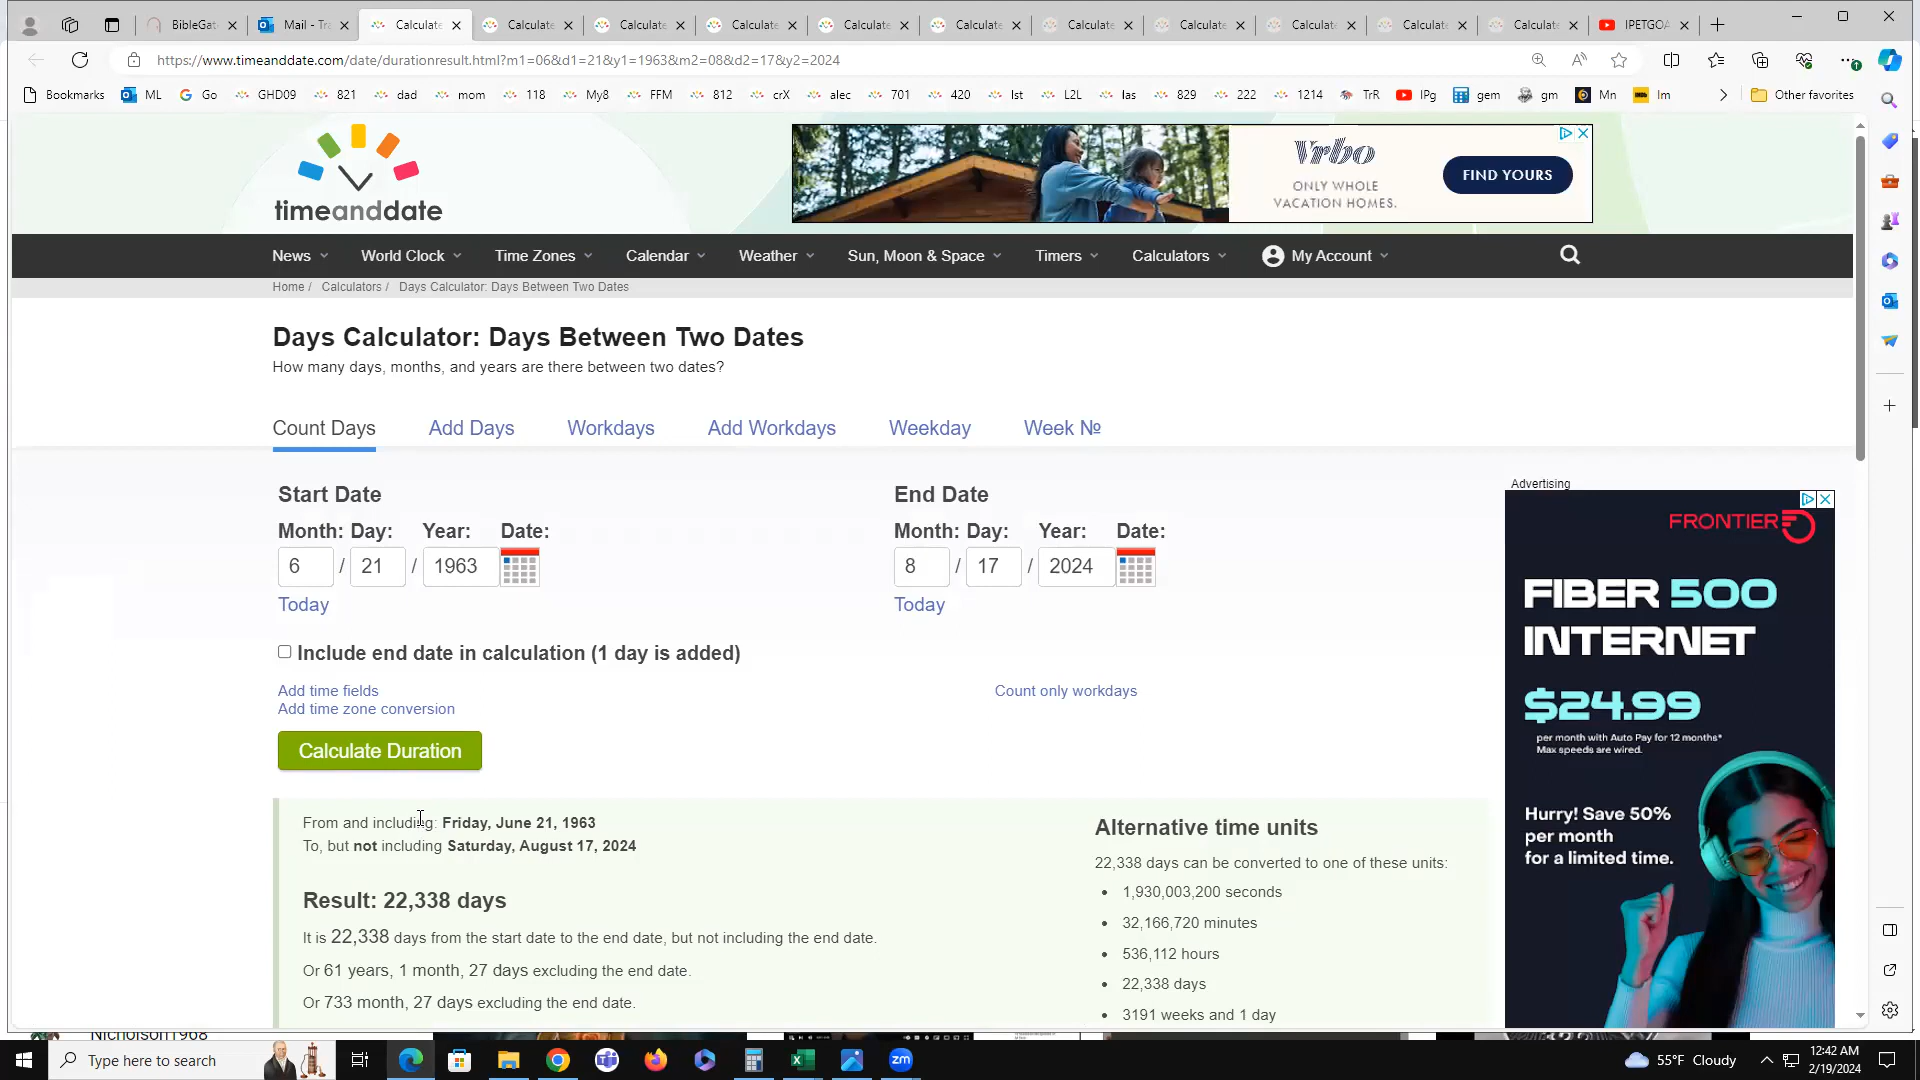 BibleGat
Mail - Tra
Calculate
Calculate
Calculate
Calculate
Calculate
Calculate
Calculate
Calculate
Calculate
Calculate
Calculate
IPETGOA
https://www.timeanddate.com/date/durationresult.html?m1=06&d1=21&y1=1963&m2=08&d2=17&y2=2024
Bookmarks ML Go GHD09 821 dad mom 118 My8 FFM 812 crX alec 701 420 lst L2L las 829 222 1214 TrR IPg gem gm Mn Im Other favorites
timeanddate
Vrbo
ONLY WHOLE
VACATION HOMES.
FIND YOURS
News World Clock Time Zones Calendar Weather Sun, Moon & Space Timers Calculators My Account
Home / Calculators / Days Calculator: Days Between Two Dates
Days Calculator: Days Between Two Dates
How many days, months, and years are there between two dates?
Count Days Add Days Workdays Add Workdays Weekday Week №
Start Date
Month: Day: Year: Date:
6 / 21 / 1963
Today
End Date
Month: Day: Year: Date:
8 / 17 / 2024
Today
Include end date in calculation (1 day is added)
Add time fields
Add time zone conversion
Count only workdays
Calculate Duration
From and including: Friday, June 21, 1963
To, but not including Saturday, August 17, 2024
Result: 22,338 days
It is 22,338 days from the start date to the end date, but not including the end date.
Or 61 years, 1 month, 27 days excluding the end date.
Or 733 month, 27 days excluding the end date.
Alternative time units
22,338 days can be converted to one of these units:
• 1,930,003,200 seconds
• 32,166,720 minutes
• 536,112 hours
• 22,338 days
• 3191 weeks and 1 day
Advertising
FRONTIER
FIBER 500
INTERNET
$24.99
per month with Auto Pay for 12 months*
Max speeds are wired.
Hurry! Save 50%
per month
for a limited time.
Nicholson1968
Type here to search
zm
55°F Cloudy
12:42 AM
2/19/2024